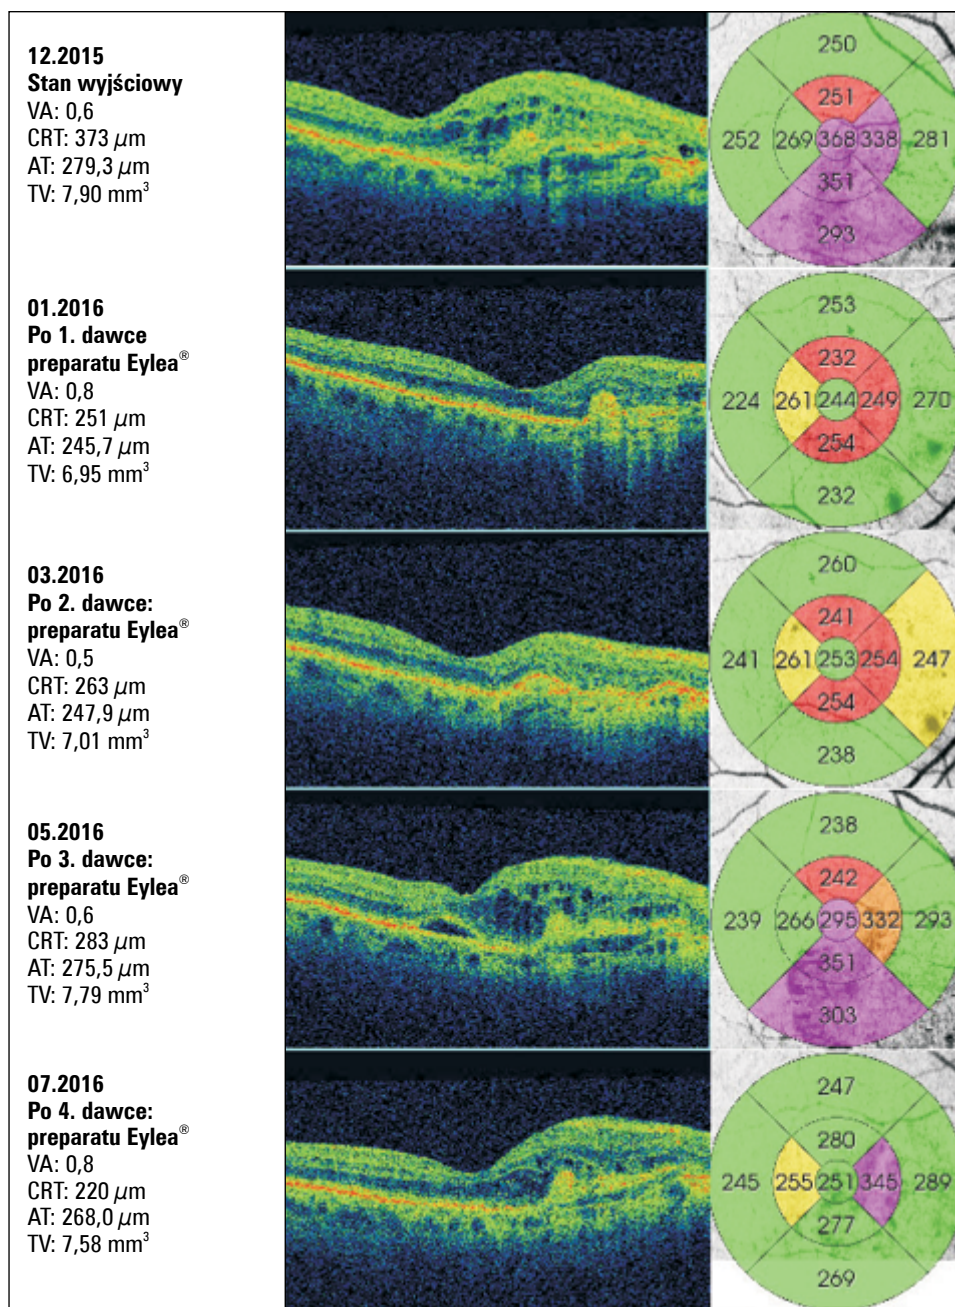 12.2015
Stan wyjściowy
VA: 0,6
CRT: 373 µm
AT: 279,3 µm
TV: 7,90 mm³
250
251
252 269 368 338 281
351
293
01.2016
Po 1. dawce
preparatu Eylea®
VA: 0,8
CRT: 251 µm
AT: 245,7 µm
TV: 6,95 mm³
253
232
224 261 244 249 270
254
232
03.2016
Po 2. dawce:
preparatu Eylea®
VA: 0,5
CRT: 263 µm
AT: 247,9 µm
TV: 7,01 mm³
260
241
241 261 253 254 247
254
238
05.2016
Po 3. dawce:
preparatu Eylea®
VA: 0,6
CRT: 283 µm
AT: 275,5 µm
TV: 7,79 mm³
238
242
239 266 295 332 293
351
303
07.2016
Po 4. dawce:
preparatu Eylea®
VA: 0,8
CRT: 220 µm
AT: 268,0 µm
TV: 7,58 mm³
247
280
245 255 251 345 289
277
269